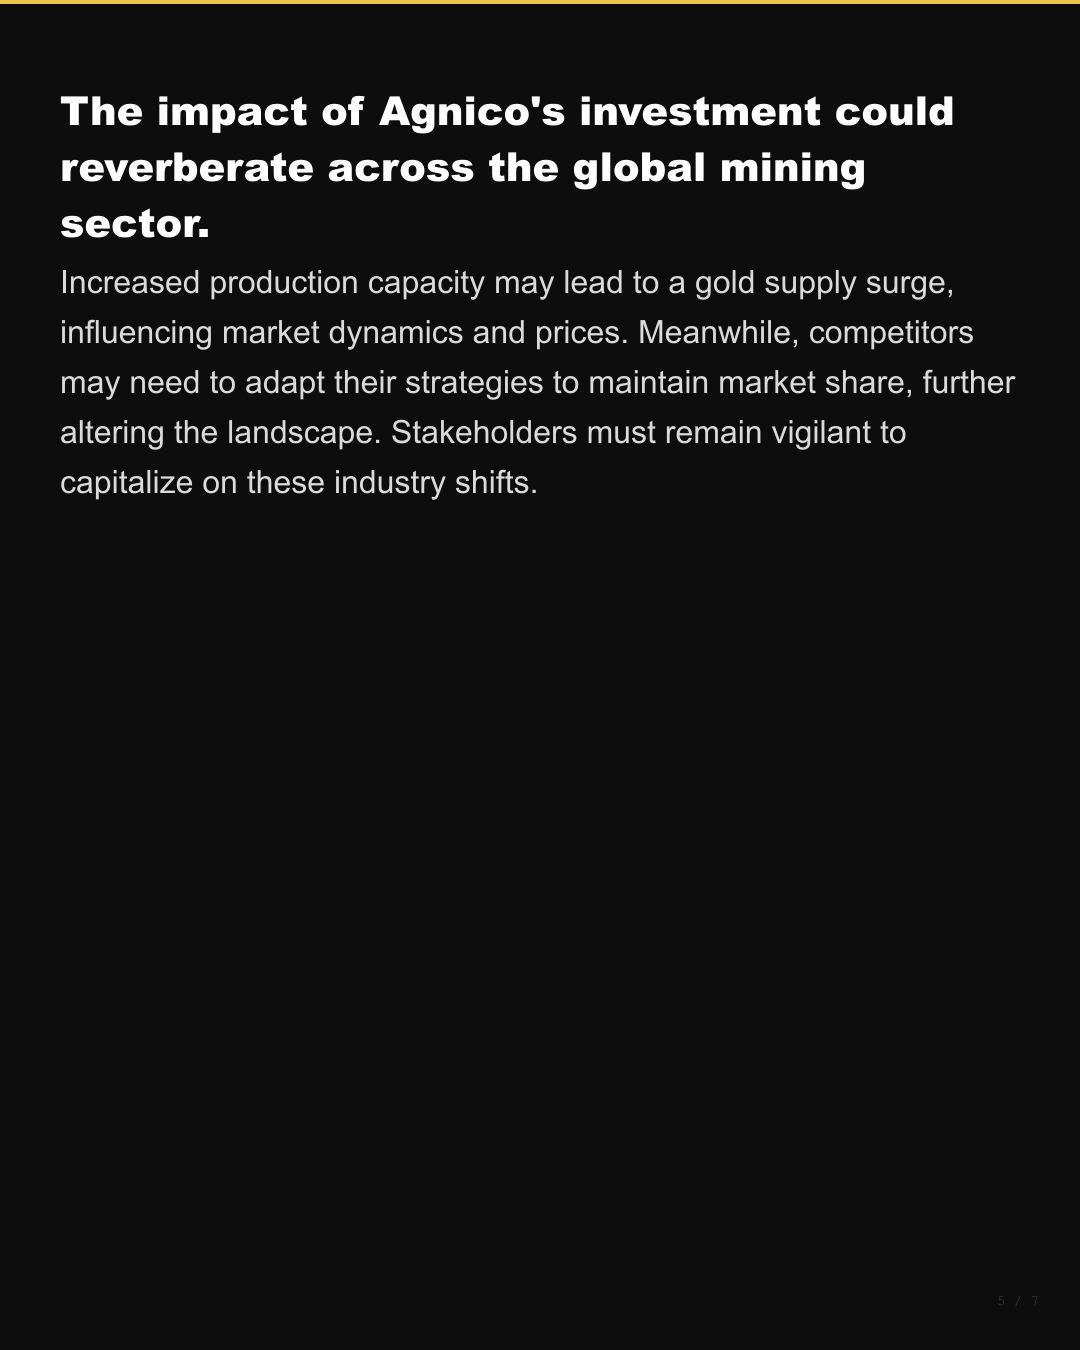 The impact of Agnico's investment could
reverberate across the global mining
sector.
Increased production capacity may lead to a gold supply surge,
influencing market dynamics and prices. Meanwhile, competitors
may need to adapt their strategies to maintain market share, further
altering the landscape. Stakeholders must remain vigilant to
capitalize on these industry shifts.
5 / 7